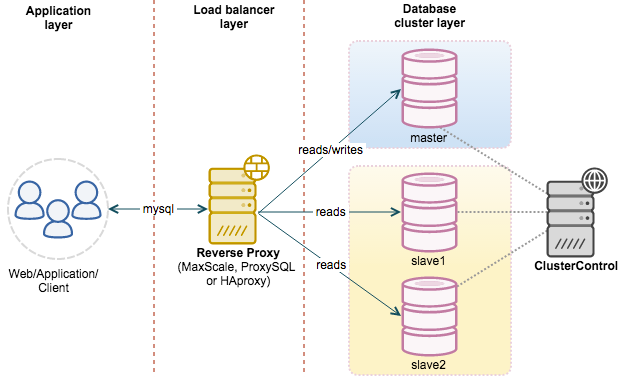 Application
layer
Load balancer
layer
Database
cluster layer
master
reads/writes
mysql
reads
slave1
Reverse Proxy
(MaxScale, ProxySQL
or HAproxy)
reads
ClusterControl
Web/Application/
Client
slave2